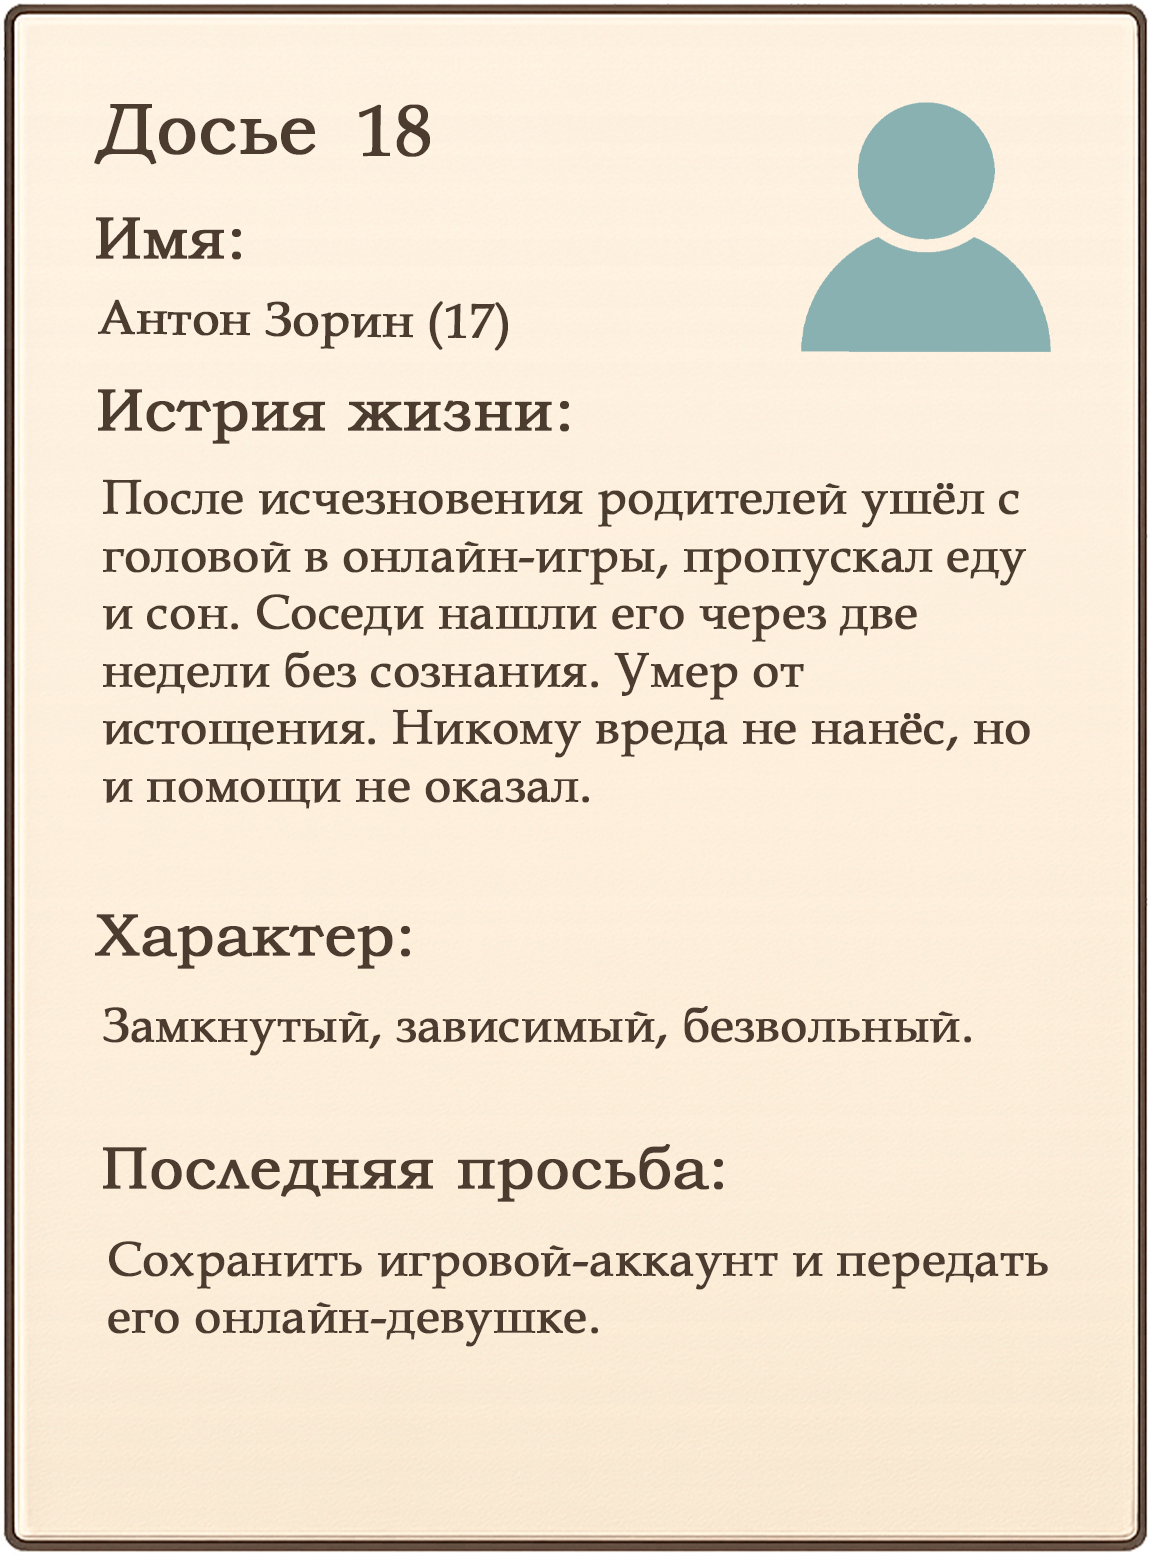 Досье 18
Имя:
Антон Зорин (17)
Истрия жизни:
После исчезновения родителей ушёл с
головой в онлайн-игры, пропускал еду
и сон. Соседи нашли его через две
недели без сознания. Умер от
истощения. Никому вреда не нанёс, но
и помощи не оказал.
Характер:
Замкнутый, зависимый, безвольный.
Последняя просьба:
Сохранить игровой-аккаунт и передать
его онлайн-девушке.